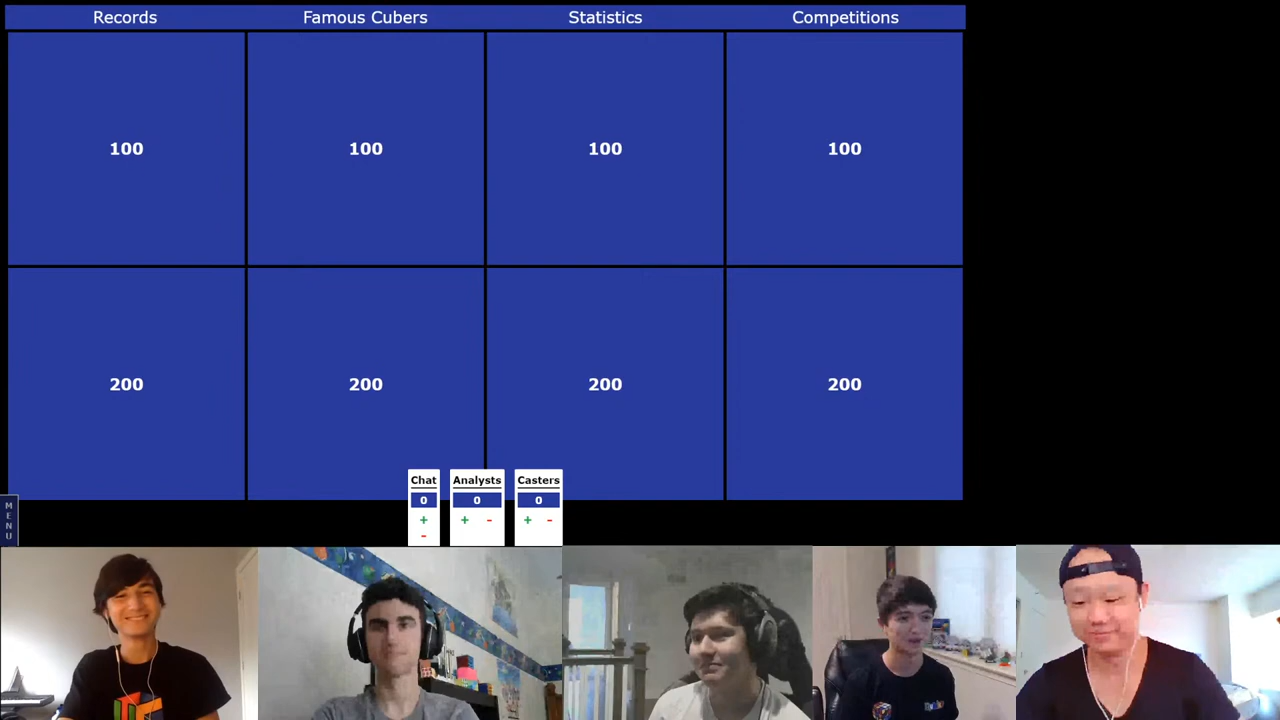 Records Famous Cubers Statistics Competitions
100 100 100 100
200 200 200 200
Chat Analysts Casters
0 0 0
+ + - + -
-
MENU